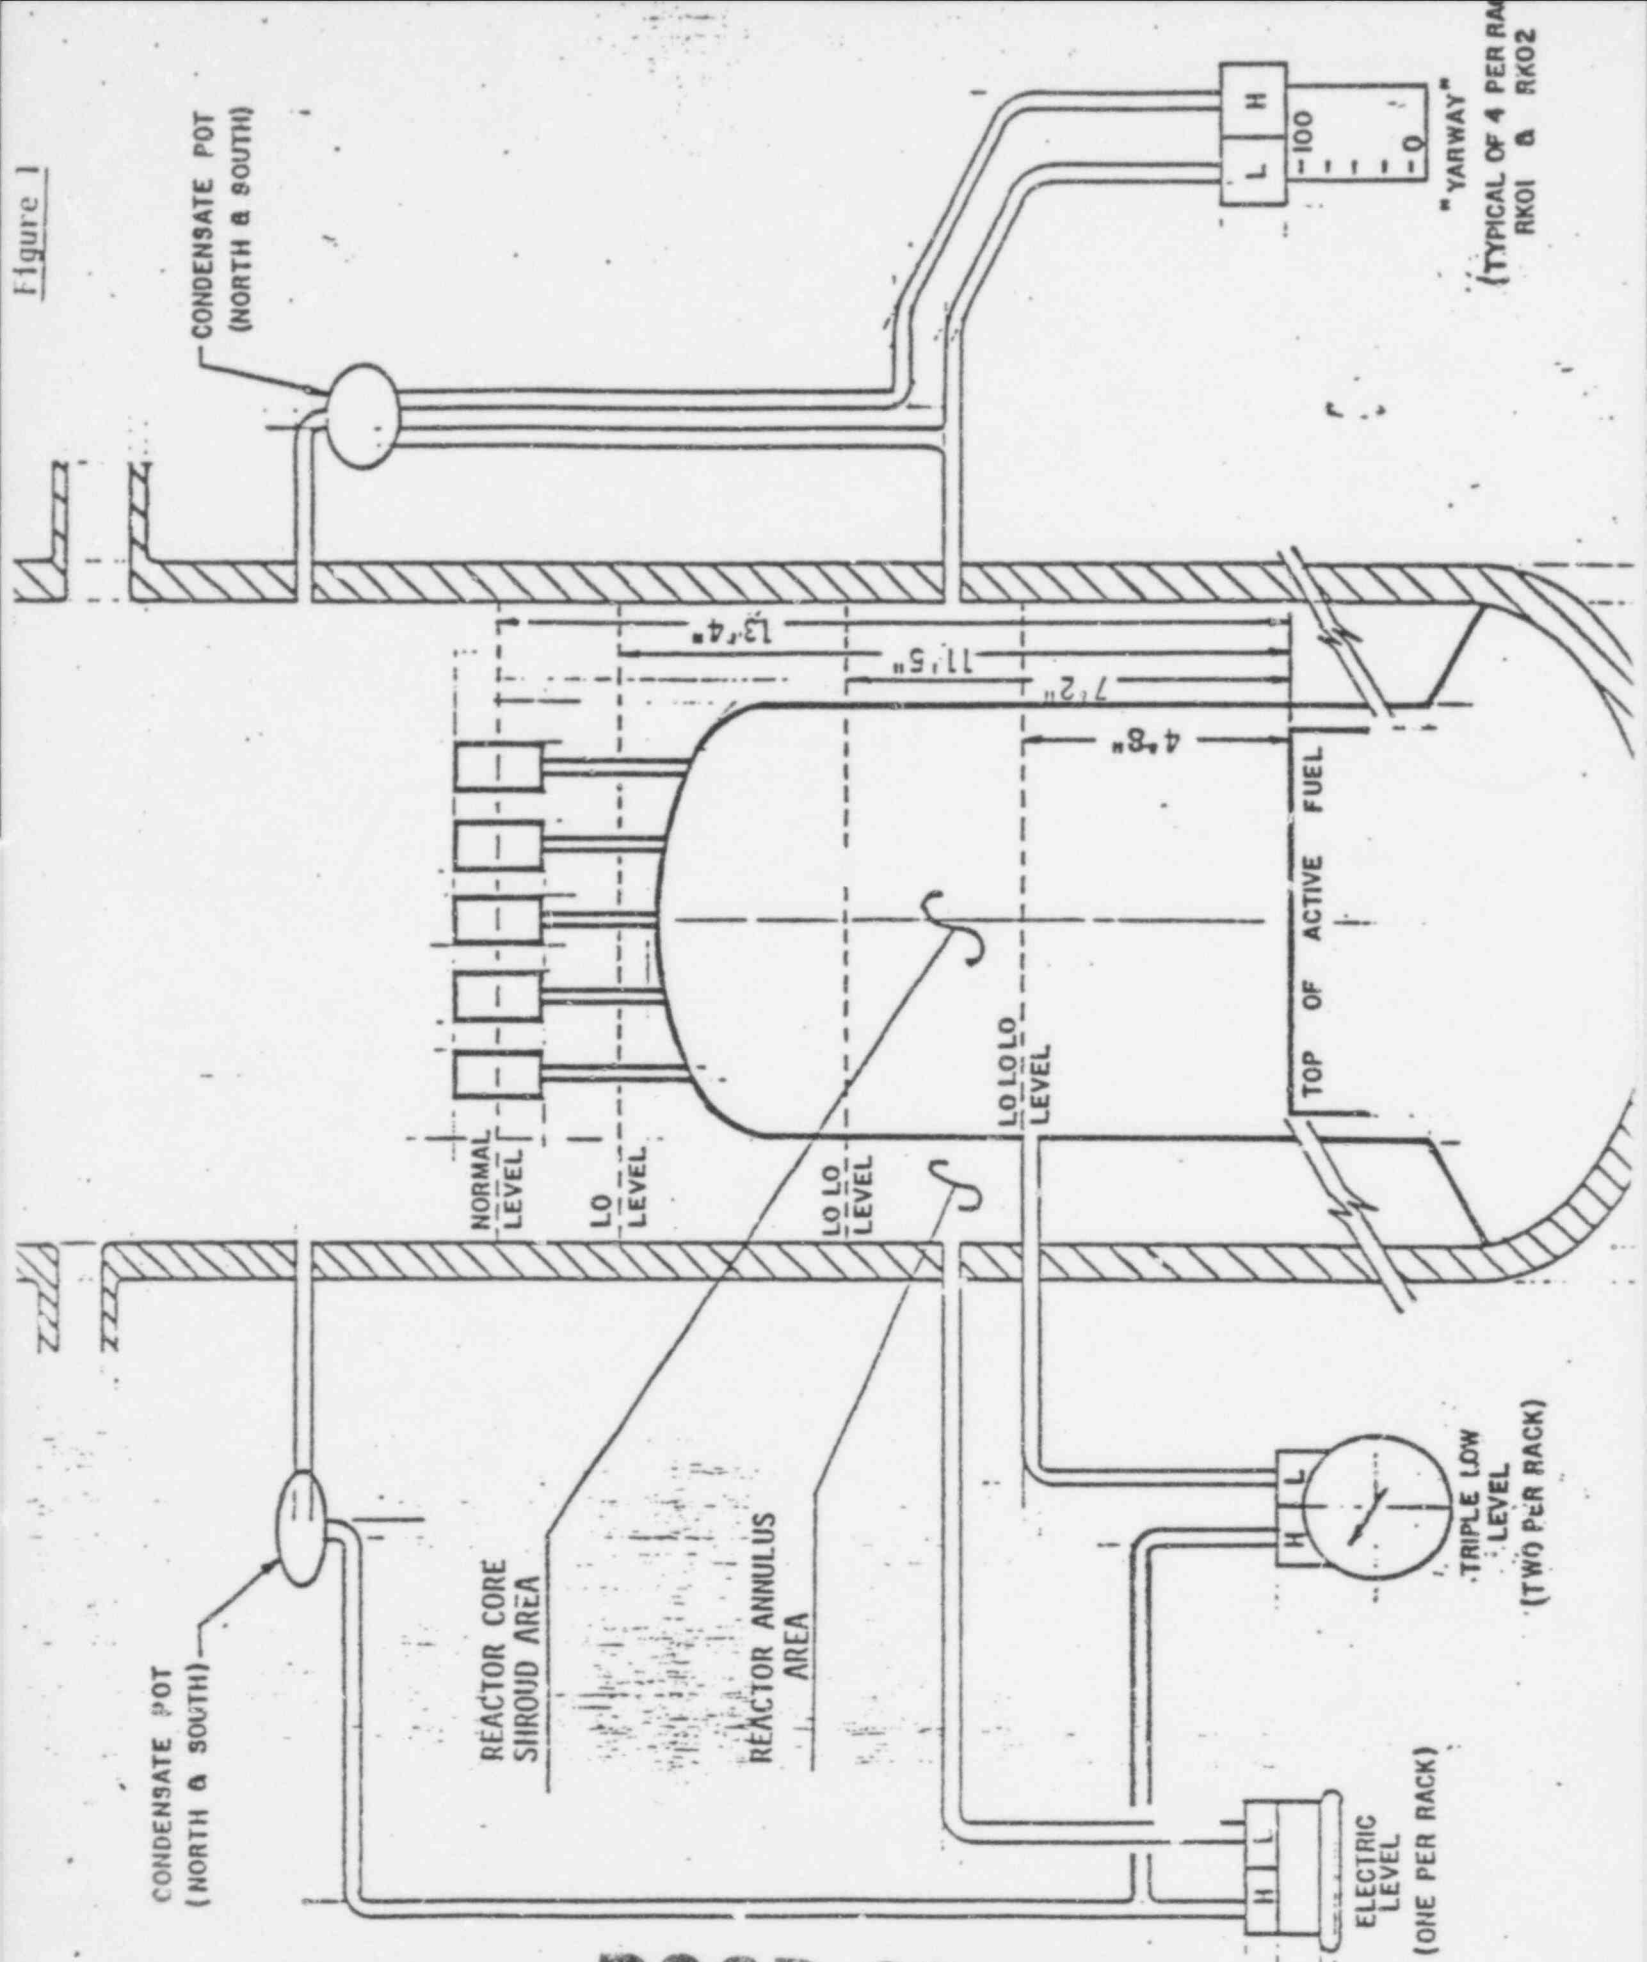 Figure 1
CONDENSATE POT
(NORTH & SOUTH)
CONDENSATE POT
(NORTH & SOUTH)
NORMAL
LEVEL
LO
LEVEL
LO LO
LEVEL
LO LO LO
LEVEL
13'4"
11'5"
7'2"
4'8"
TOP OF ACTIVE FUEL
REACTOR CORE
SHROUD AREA
REACTOR ANNULUS
AREA
L H
-100
-0
"YARWAY"
(TYPICAL OF 4 PER
RK01 & RK02
H L
TRIPLE LOW
LEVEL
(TWO PER RACK)
H L
ELECTRIC
LEVEL
(ONE PER RACK)